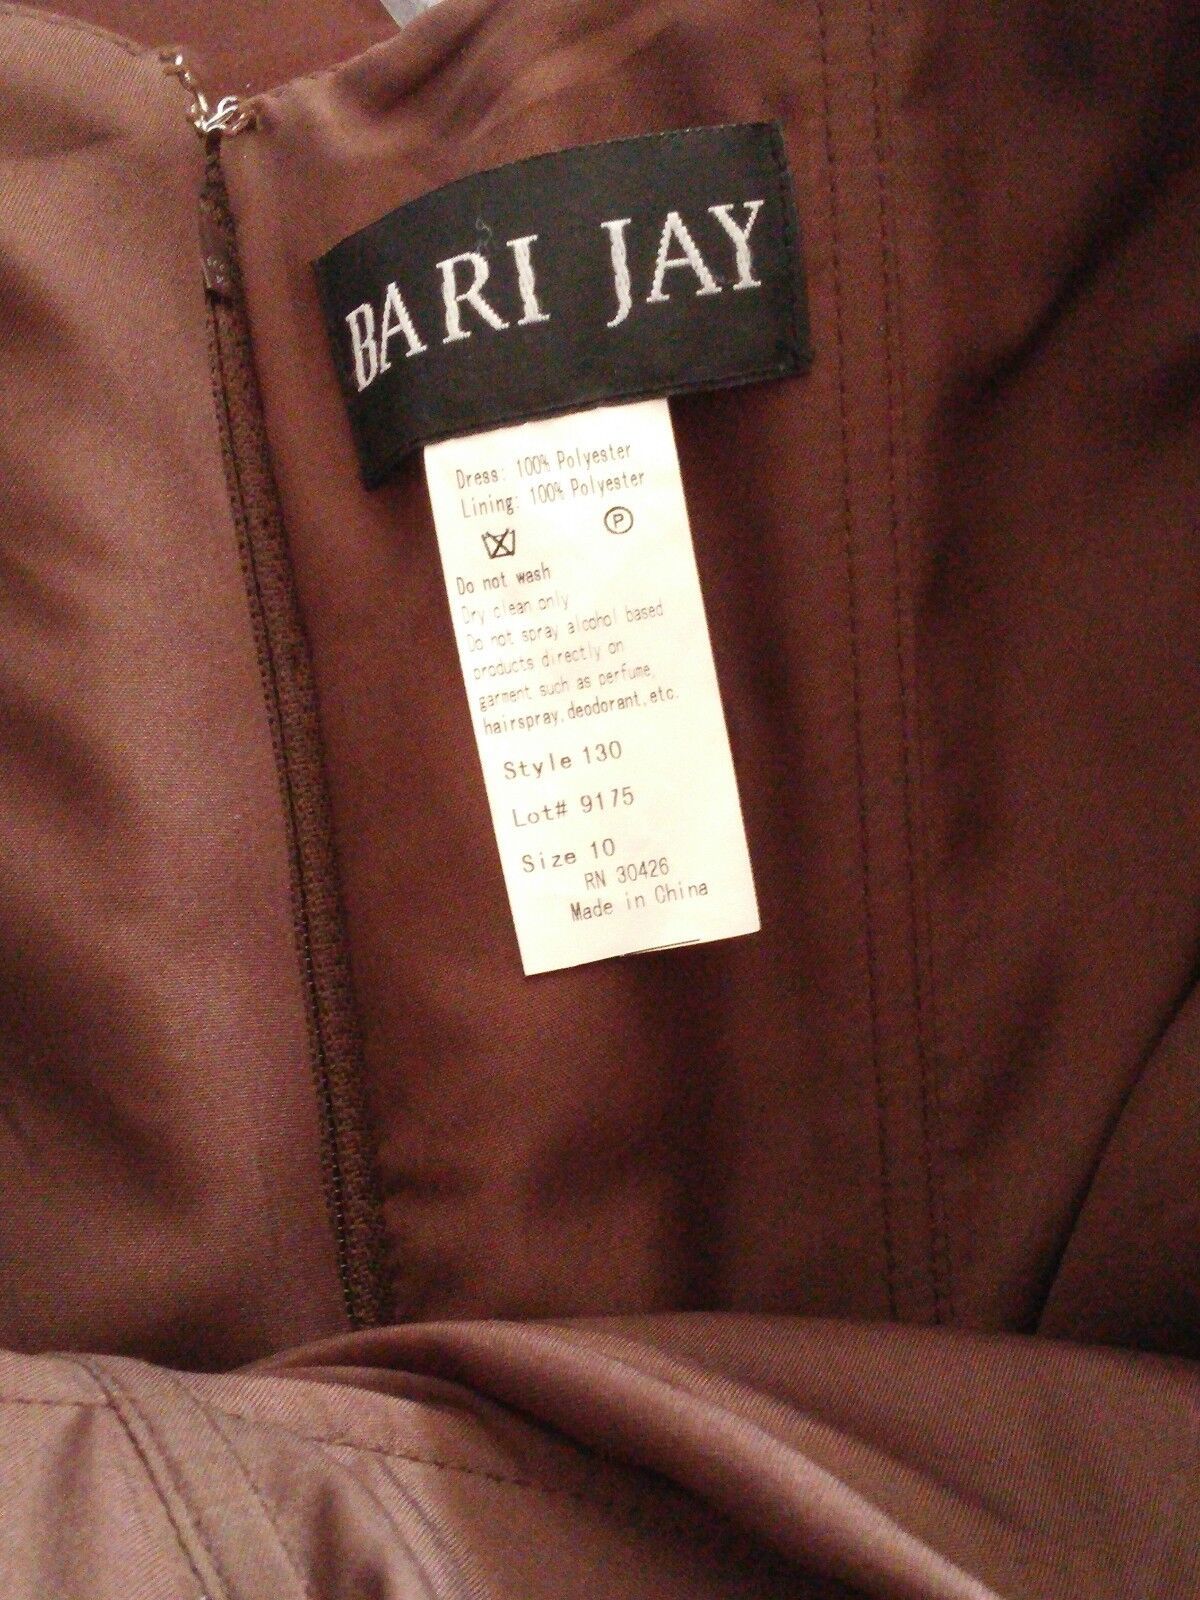 BARI JAY
Dress: 100% Polyester
Lining: 100% Polyester
P
Do not wash
Dry clean only
Do not spray alcohol based
products directly on
garment such as perfume,
hairspray,deodorant,etc.
Style 130
Lot# 9175
Size 10
RN 30426
Made in China